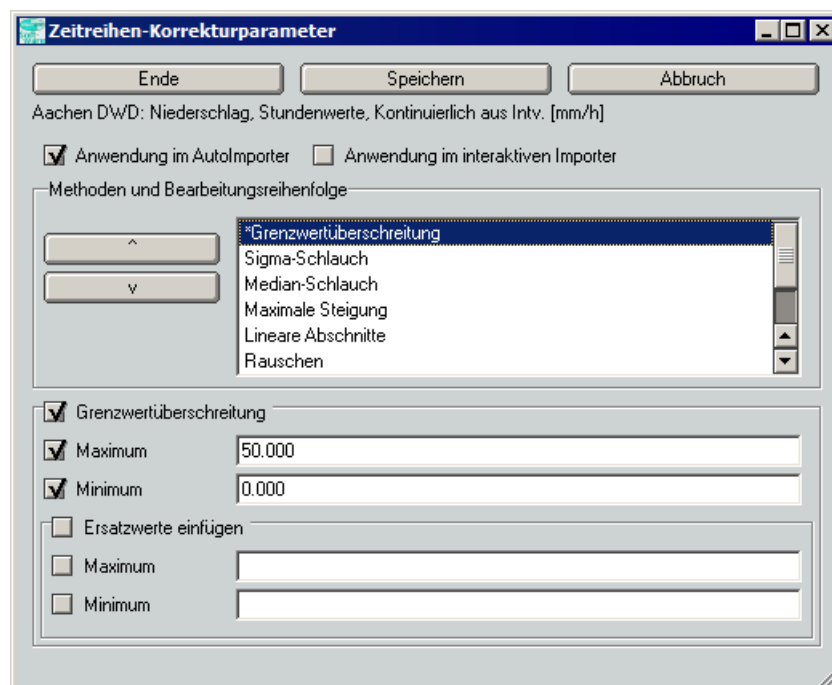 Zeitreihen-Korrekturparameter
Ende Speichern Abbruch
Aachen DWD: Niederschlag, Stundenwerte, Kontinuierlich aus Intv. [mm/h]
Anwendung im AutoImporter Anwendung im interaktiven Importer
Methoden und Bearbeitungsreihenfolge
^
v
*Grenzwertüberschreitung
Sigma-Schlauch
Median-Schlauch
Maximale Steigung
Lineare Abschnitte
Rauschen
Grenzwertüberschreitung
Maximum 50.000
Minimum 0.000
Ersatzwerte einfügen
Maximum
Minimum